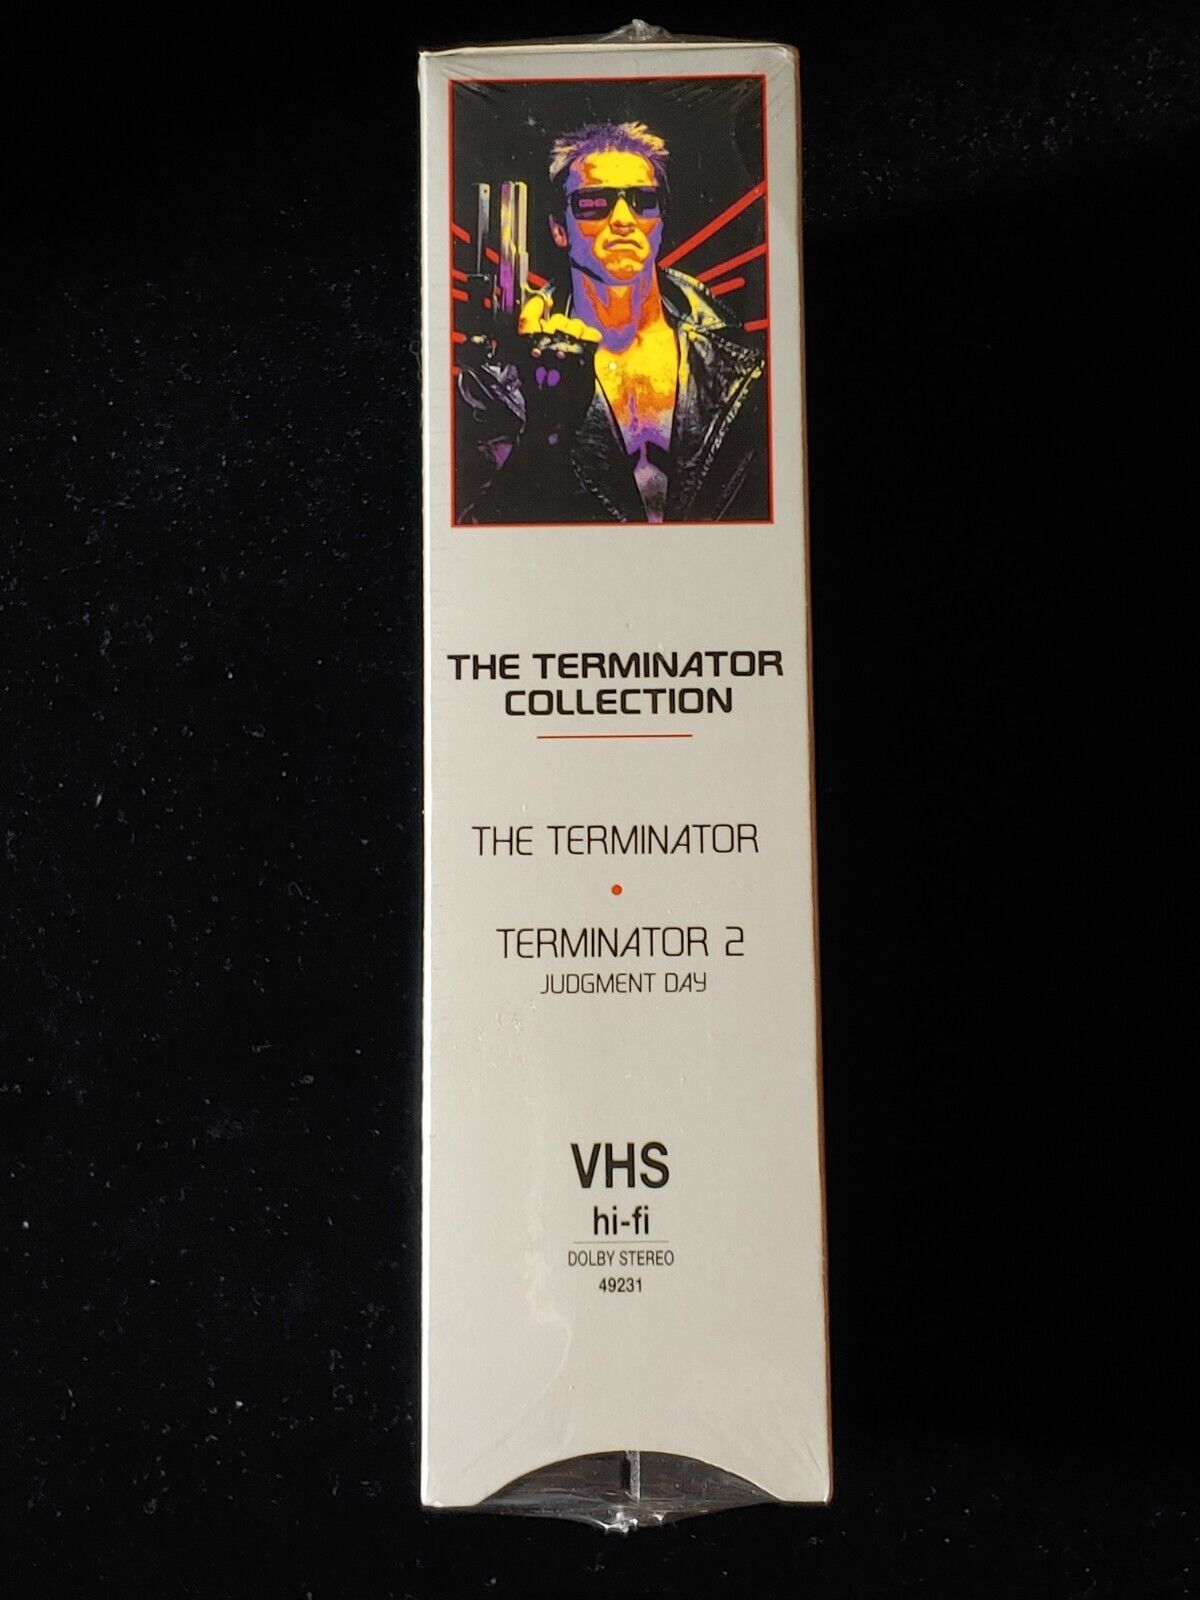 THE TERMINATOR
COLLECTION
THE TERMINATOR
TERMINATOR 2
JUDGMENT DAY
VHS
hi-fi
DOLBY STEREO
49231